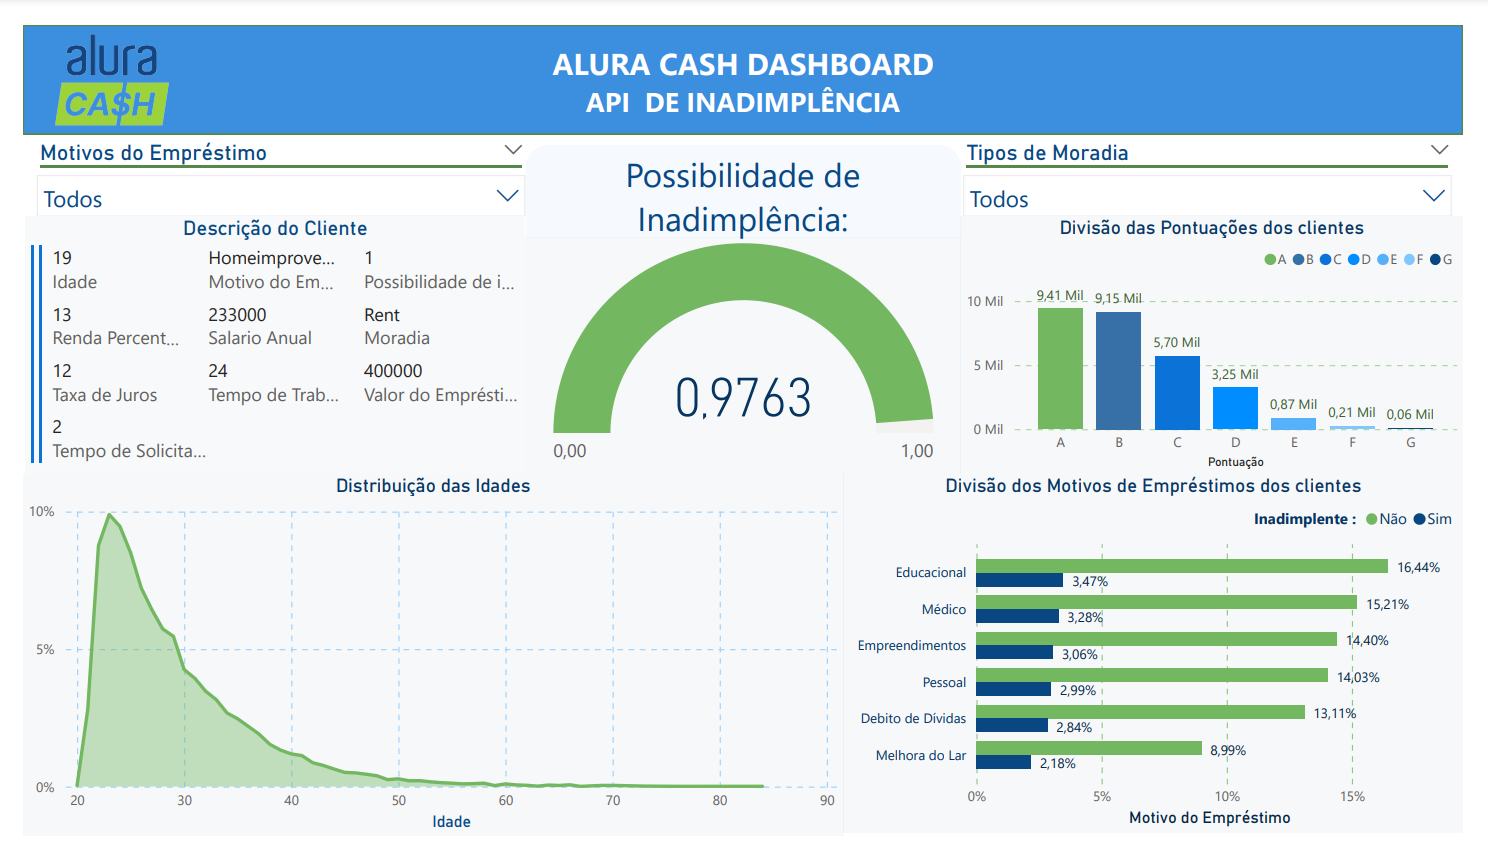 alura
CA$H
ALURA CASH DASHBOARD
API DE INADIMPLÊNCIA
Motivos do Empréstimo
Todos
Possibilidade de
Inadimplência:
Tipos de Moradia
Todos
Descrição do Cliente
19 Homeimprove... 1
Idade Motivo do Em... Possibilidade de i...
13 233000 Rent
Renda Percent... Salario Anual Moradia
12 24 400000
Taxa de Juros Tempo de Trab... Valor do Emprésti...
2
Tempo de Solicita...
0,9763
0,00 1,00
Divisão das Pontuações dos clientes
A B C D E F G
10 Mil
5 Mil
0 Mil
9,41 Mil 9,15 Mil 5,70 Mil 3,25 Mil 0,87 Mil 0,21 Mil 0,06 Mil
A B C D E F G
Pontuação
Distribuição das Idades
10%
5%
0%
20 30 40 50 60 70 80 90
Idade
Divisão dos Motivos de Empréstimos dos clientes
Inadimplente : Não Sim
Educacional 16,44%
3,47%
Médico 15,21%
3,28%
Empreendimentos 14,40%
3,06%
Pessoal 14,03%
2,99%
Debito de Dívidas 13,11%
2,84%
Melhora do Lar 8,99%
2,18%
0% 5% 10% 15%
Motivo do Empréstimo